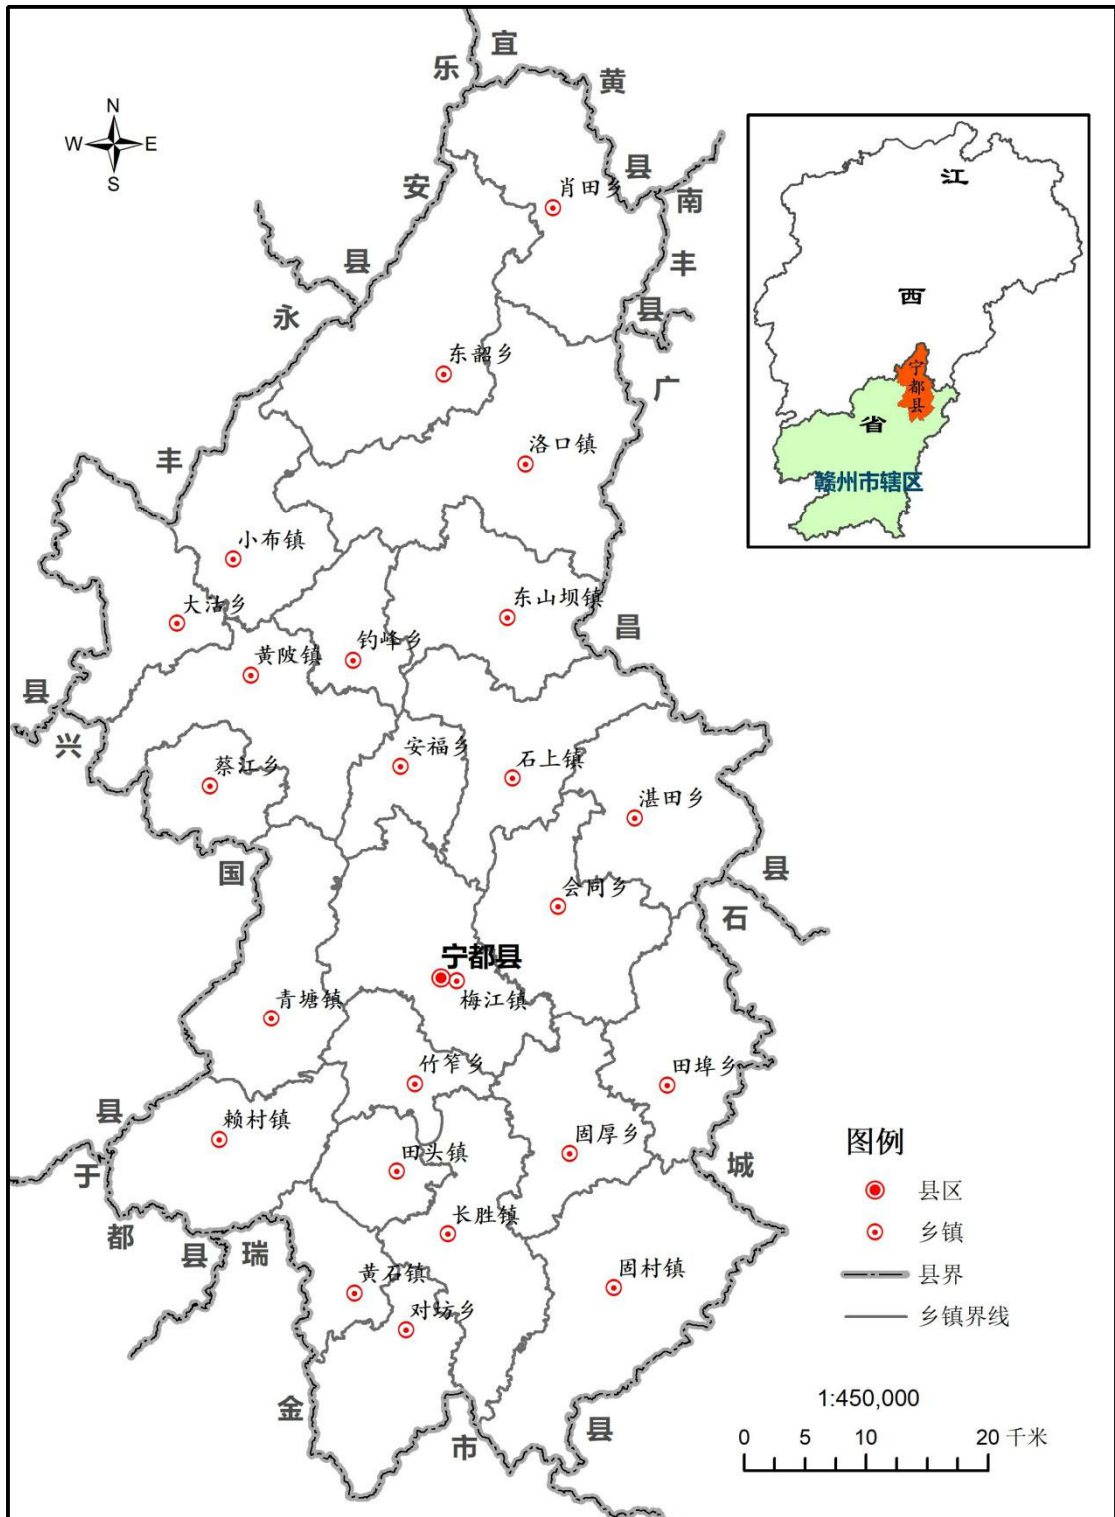 宜黄县
乐安县
南丰县
永丰县
广昌县
兴国县
石城县
于都县
瑞金市
N
W
E
S
肖田乡
东韶乡
洛口镇
小布镇
大沽乡
东山坝镇
钓峰乡
黄陂镇
安福乡
石上镇
蔡江乡
湛田乡
会同乡
宁都县
梅江镇
青塘镇
竹笮乡
田埠乡
赖村镇
固厚乡
田头镇
长胜镇
固村镇
黄石镇
对坊乡
江西省
宁都县
赣州市辖区
图例
县区
乡镇
县界
乡镇界线
1:450,000
0 5 10 20 千米